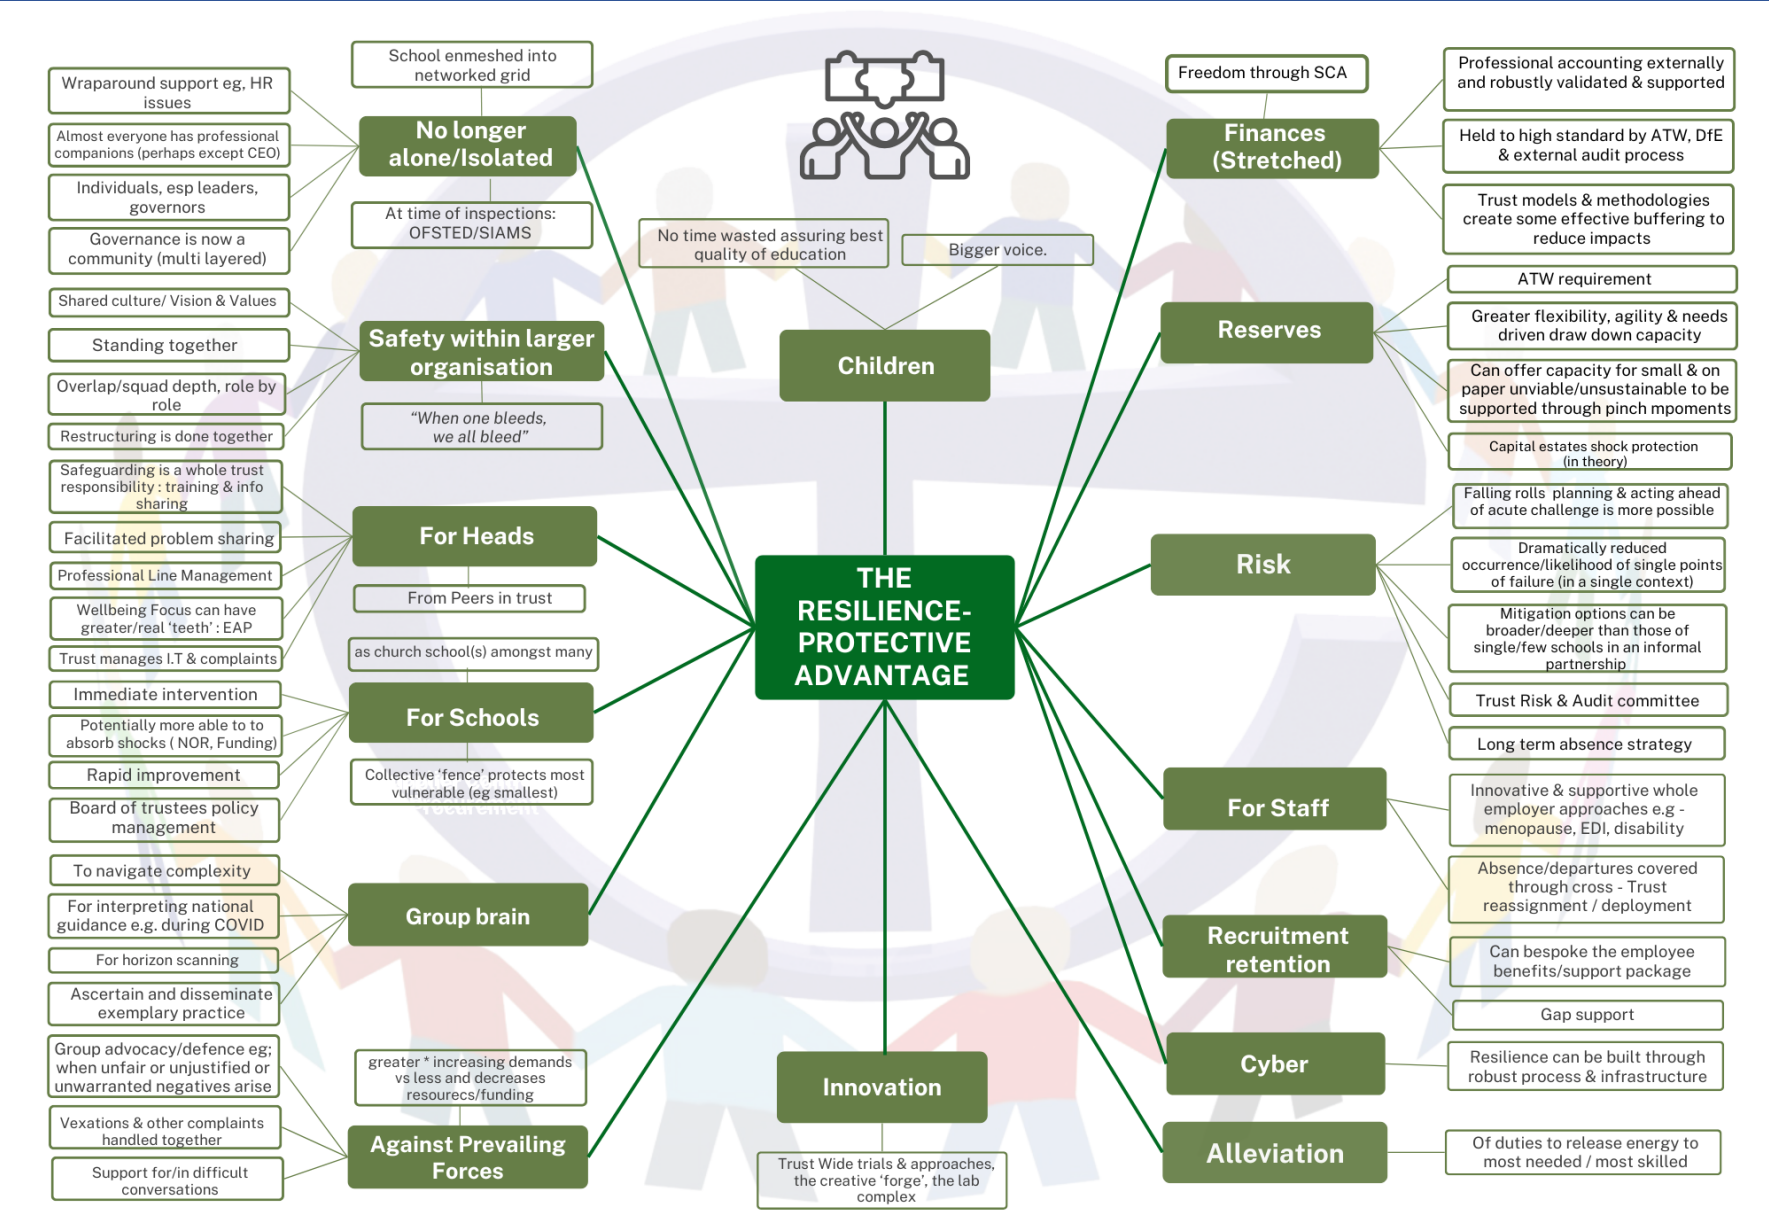 School enmeshed into
networked grid
Wraparound support eg, HR
issues
Almost everyone has professional
companions (perhaps except CEO)
Individuals, esp leaders,
governors
Governance is now a
community (multi layered)
No longer
alone/Isolated
At time of inspections:
OFSTED/SIAMS
Shared culture/ Vision & Values
Standing together
Overlap/squad depth, role by
role
Restructuring is done together
Safety within larger
organisation
“When one bleeds,
we all bleed”
Safeguarding is a whole trust
responsibility : training & info
sharing
Facilitated problem sharing
Professional Line Management
Wellbeing Focus can have
greater/real ‘teeth’ : EAP
Trust manages I.T & complaints
For Heads
From Peers in trust
as church school(s) amongst many
Immediate intervention
Potentially more able to to
absorb shocks ( NOR, Funding)
Rapid improvement
Board of trustees policy
management
For Schools
Collective ‘fence’ protects most
vulnerable (eg smallest)
To navigate complexity
For interpreting national
guidance e.g. during COVID
For horizon scanning
Ascertain and disseminate
exemplary practice
Group brain
Group advocacy/defence eg;
when unfair or unjustified or
unwarranted negatives arise
Vexations & other complaints
handled together
Support for/in difficult
conversations
greater * increasing demands
vs less and decreases
resourecs/funding
Against Prevailing
Forces
No time wasted assuring best
quality of education
Bigger voice.
Children
THE
RESILIENCE-
PROTECTIVE
ADVANTAGE
Innovation
Trust Wide trials & approaches,
the creative ‘forge’, the lab
complex
Freedom through SCA
Finances
(Stretched)
Professional accounting externally
and robustly validated & supported
Held to high standard by ATW, DfE
& external audit process
Trust models & methodologies
create some effective buffering to
reduce impacts
Reserves
ATW requirement
Greater flexibility, agility & needs
driven draw down capacity
Can offer capacity for small & on
paper unviable/unsustainable to be
supported through pinch mpoments
Capital estates shock protection
(in theory)
Risk
Falling rolls planning & acting ahead
of acute challenge is more possible
Dramatically reduced
occurrence/likelihood of single points
of failure (in a single context)
Mitigation options can be
broader/deeper than those of
single/few schools in an informal
partnership
Trust Risk & Audit committee
Long term absence strategy
For Staff
Innovative & supportive whole
employer approaches e.g -
menopause, EDI, disability
Absence/departures covered
through cross - Trust
reassignment / deployment
Recruitment
retention
Can bespoke the employee
benefits/support package
Gap support
Cyber
Resilience can be built through
robust process & infrastructure
Alleviation
Of duties to release energy to
most needed / most skilled